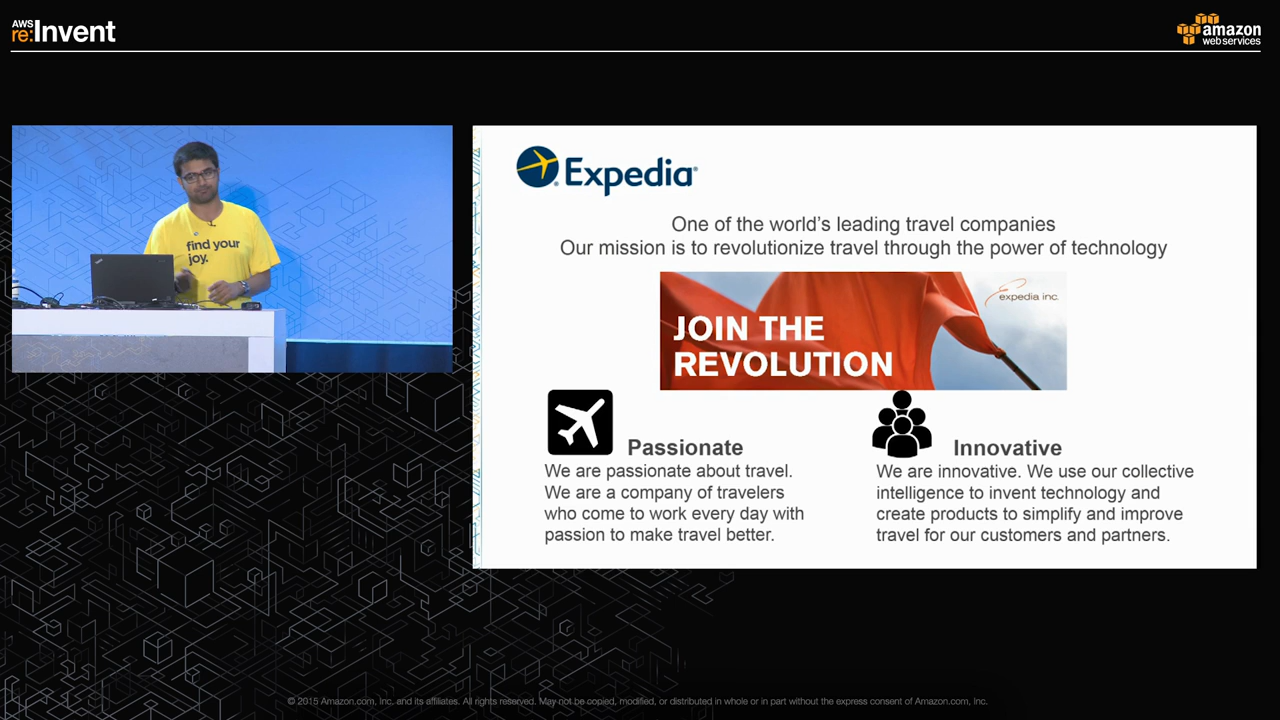 AWS
re:Invent
amazon
web services
find your
joy.
Expedia
One of the world's leading travel companies
Our mission is to revolutionize travel through the power of technology
expedia inc.
JOIN THE
REVOLUTION
Passionate
We are passionate about travel.
We are a company of travelers
who come to work every day with
passion to make travel better.
Innovative
We are innovative. We use our collective
intelligence to invent technology and
create products to simplify and improve
travel for our customers and partners.
© 2015 Amazon.com, Inc. and its affiliates. All rights reserved. May not be copied, modified, or distributed in whole or in part without the express consent of Amazon.com, Inc.